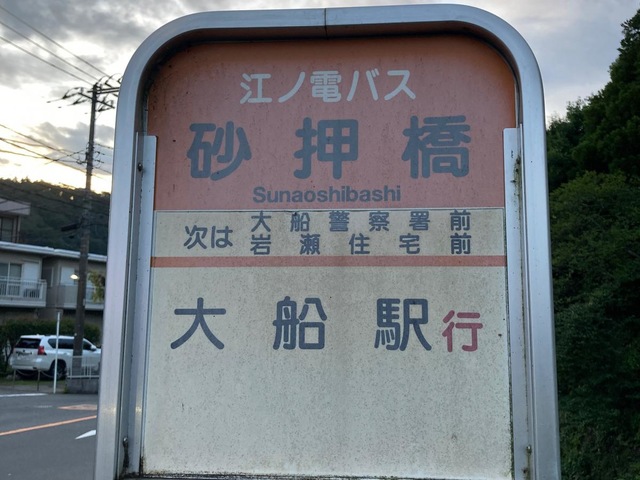 江ノ電バス
砂押橋
Sunaoshibashi
次は 大船警察署前
岩瀬住宅前
大船駅行